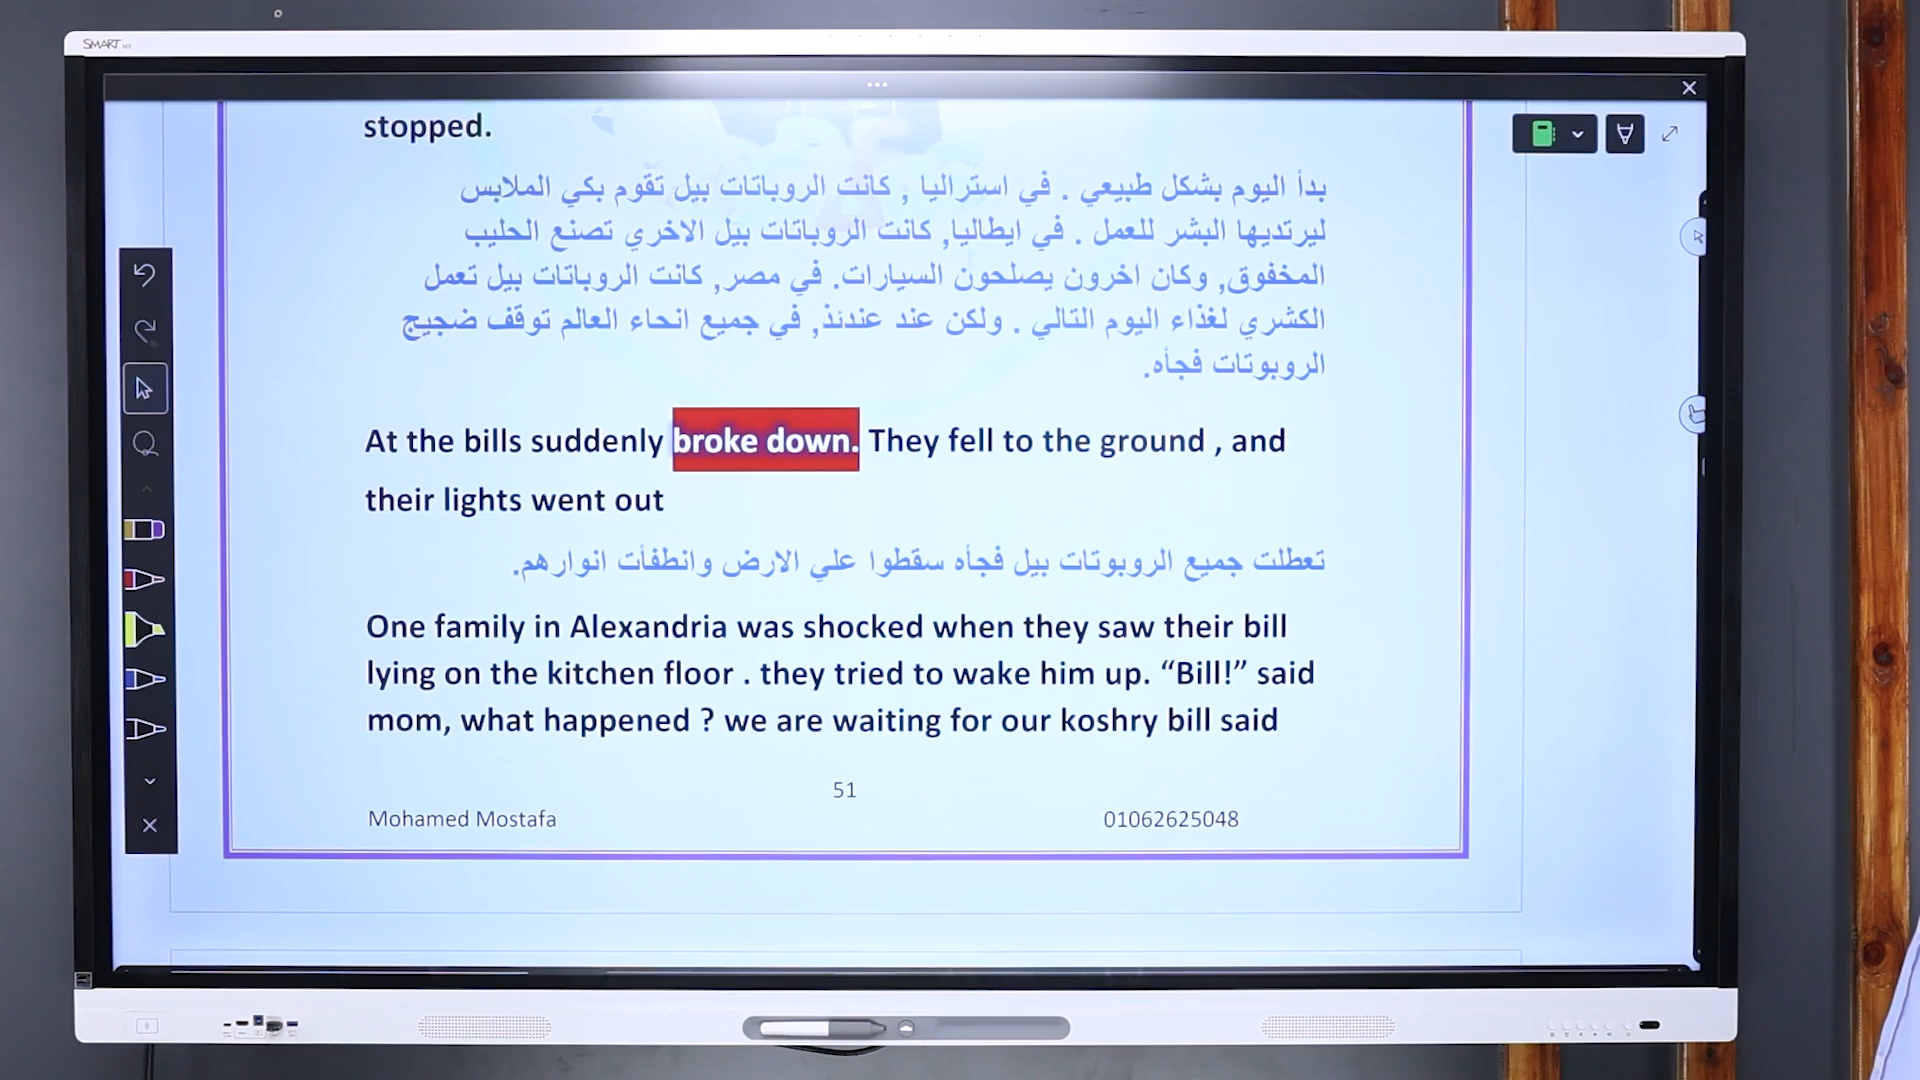 SMART
stopped.
بدأ اليوم بشكل طبيعي . في استراليا , كانت الروباتات بيل تقوم بكي الملابس
ليرتديها البشر للعمل . في ايطاليا, كانت الروباتات بيل الاخري تصنع الحليب
المخفوق, وكان اخرون يصلحون السيارات. في مصر, كانت الروباتات بيل تعمل
الكشري لغذاء اليوم التالي . ولكن عند عندئذ, في جميع انحاء العالم توقف ضجيج
الروبوتات فجأه.
At the bills suddenly broke down. They fell to the ground , and
their lights went out
تعطلت جميع الروبوتات بيل فجأه سقطوا علي الارض وانطفأت انوارهم.
One family in Alexandria was shocked when they saw their bill
lying on the kitchen floor . they tried to wake him up. “Bill!” said
mom, what happened ? we are waiting for our koshry bill said
51
Mohamed Mostafa 01062625048